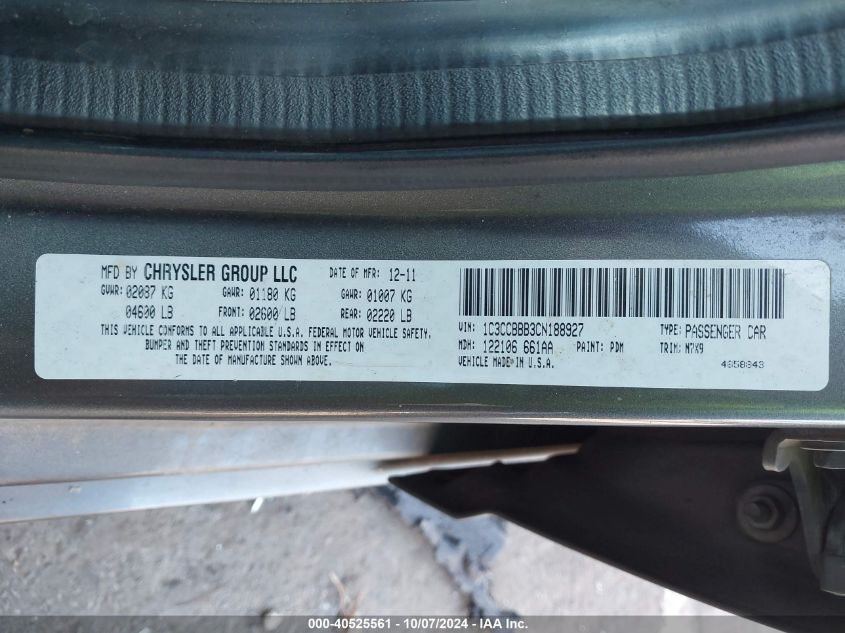 MFD BY CHRYSLER GROUP LLC DATE OF MFR: 12-11
GVWR: 02087 KG GAWR: 01180 KG GAWR: 01007 KG
04600 LB FRONT: 02600 LB REAR: 02220 LB
THIS VEHICLE CONFORMS TO ALL APPLICABLE U.S.A. FEDERAL MOTOR VEHICLE SAFETY,
BUMPER AND THEFT PREVENTION STANDARDS IN EFFECT ON
THE DATE OF MANUFACTURE SHOWN ABOVE.
VIN: 1C3CCBBB3CN188927 TYPE: PASSENGER CAR
MDH: 122106 661AA PAINT: PDM TRIM: N7K9
VEHICLE MADE IN U.S.A. 4658843
000-40525561 - 10/07/2024 - IAA Inc.